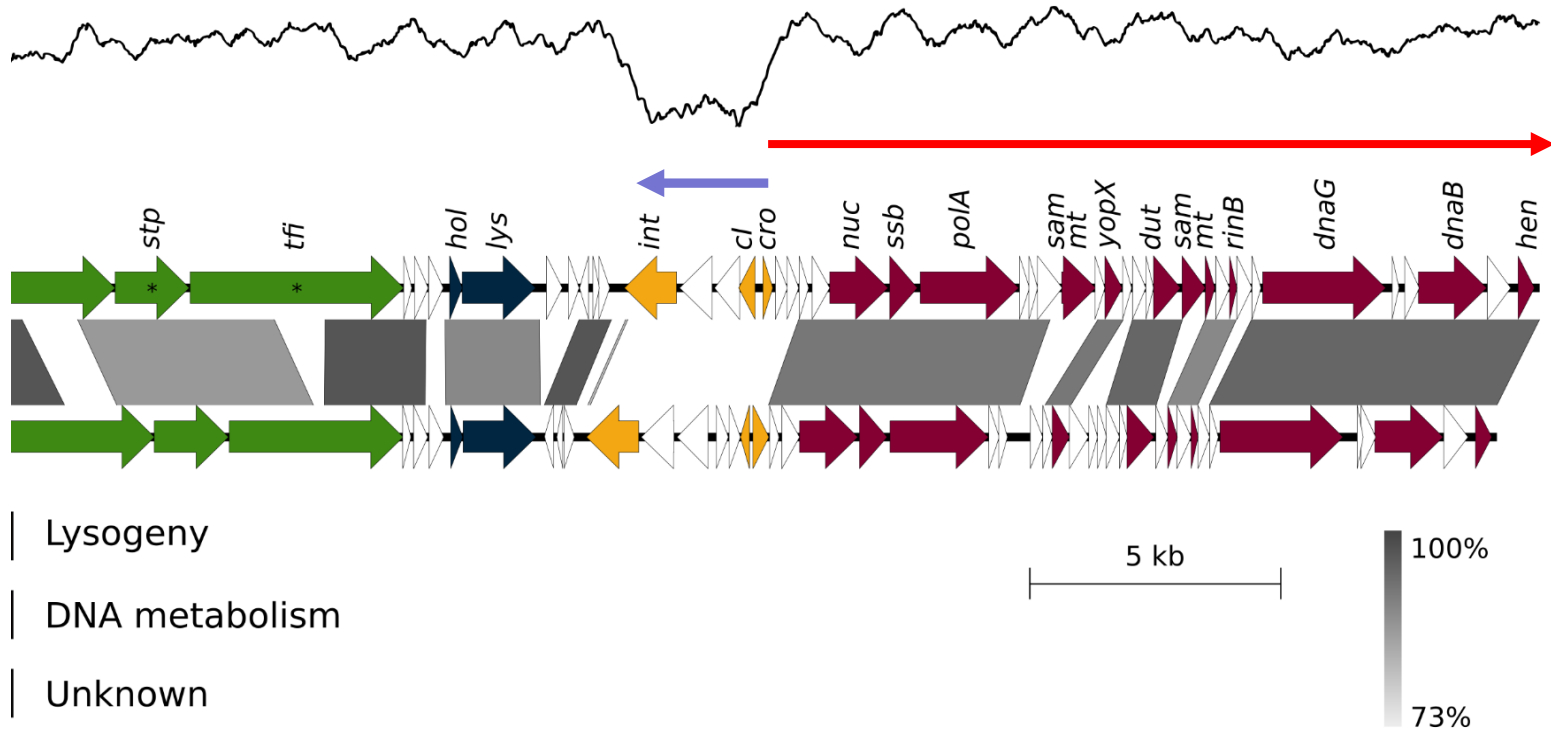 stp
tfi
hol
lys
int
cI
cro
nuc
ssb
polA
sam
mt
yopX
dut
sam
mt
rinB
dnaG
dnaB
hen
*
*
Lysogeny
DNA metabolism
Unknown
5 kb
100%
73%